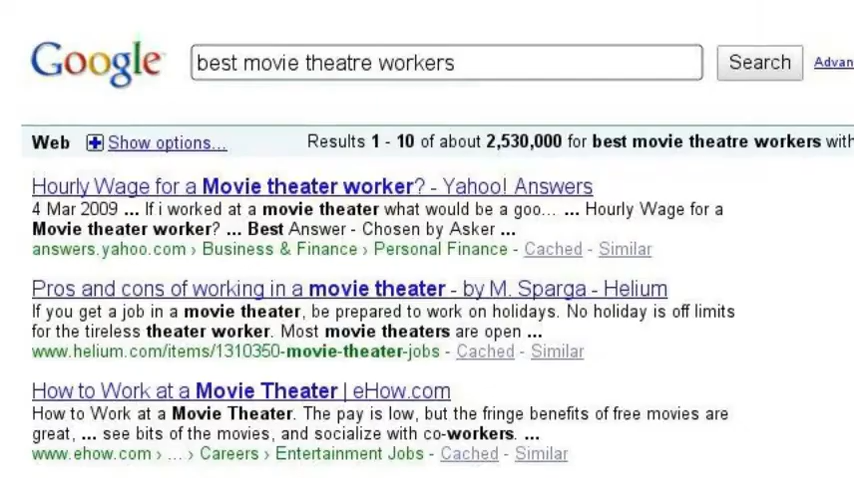 Google best movie theatre workers Search Advan
Web Show options... Results 1 - 10 of about 2,530,000 for best movie theatre workers with
Hourly Wage for a Movie theater worker? - Yahoo! Answers
4 Mar 2009 ... If i worked at a movie theater what would be a goo... ... Hourly Wage for a
Movie theater worker? ... Best Answer - Chosen by Asker ...
answers.yahoo.com › Business & Finance › Personal Finance - Cached - Similar
Pros and cons of working in a movie theater - by M. Sparga - Helium
If you get a job in a movie theater, be prepared to work on holidays. No holiday is off limits
for the tireless theater worker. Most movie theaters are open ...
www.helium.com/items/1310350-movie-theater-jobs - Cached - Similar
How to Work at a Movie Theater | eHow.com
How to Work at a Movie Theater. The pay is low, but the fringe benefits of free movies are
great, ... see bits of the movies, and socialize with co-workers. ...
www.ehow.com › ... › Careers › Entertainment Jobs - Cached - Similar